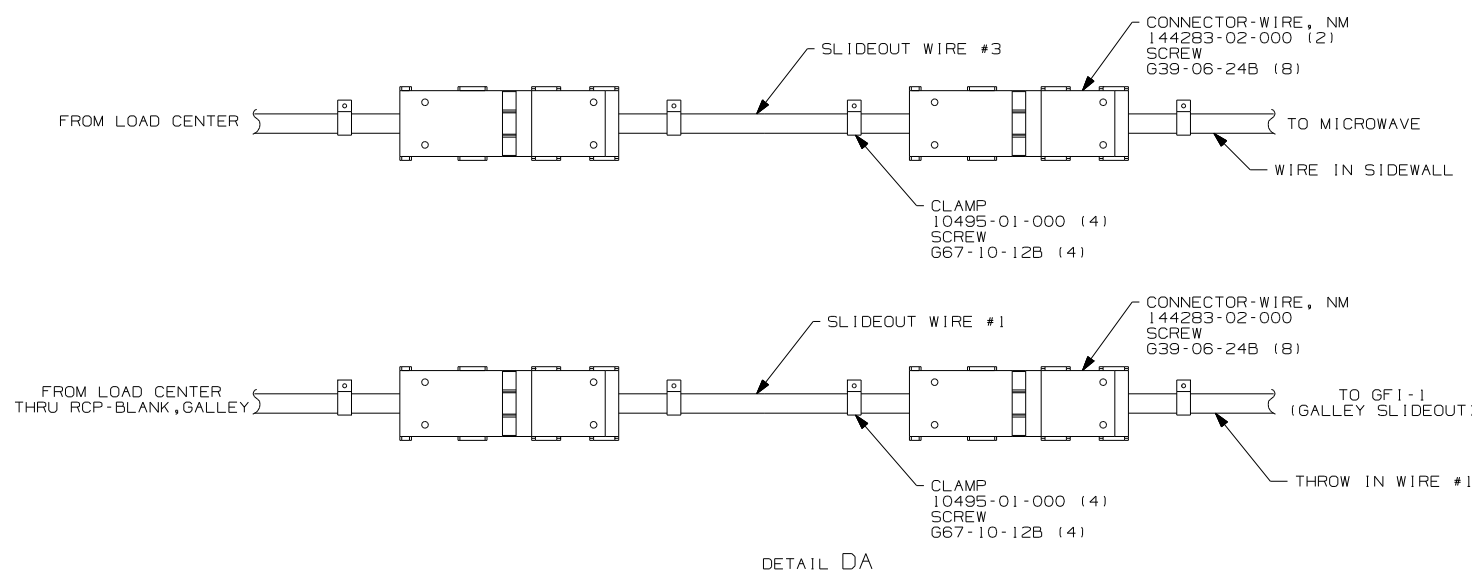 CONNECTOR-WIRE, NM
144283-02-000 (2)
SCREW
G39-06-24B (8)
SLIDEOUT WIRE #3
FROM LOAD CENTER
TO MICROWAVE
WIRE IN SIDEWALL
CLAMP
10495-01-000 (4)
SCREW
G67-10-12B (4)
CONNECTOR-WIRE, NM
144283-02-000
SCREW
G39-06-24B (8)
SLIDEOUT WIRE #1
FROM LOAD CENTER
THRU RCP-BLANK,GALLEY
TO GFI-1
(GALLEY SLIDEOUT)
THROW IN WIRE #1
CLAMP
10495-01-000 (4)
SCREW
G67-10-12B (4)
DETAIL DA